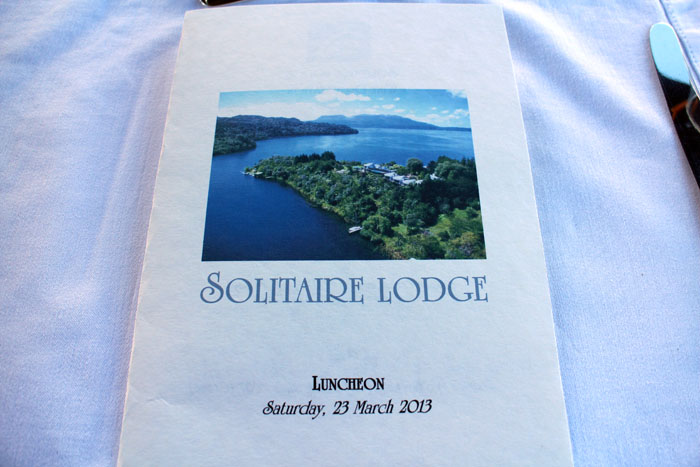 SOLITAIRE LODGE
LUNCHEON
Saturday, 23 March 2013